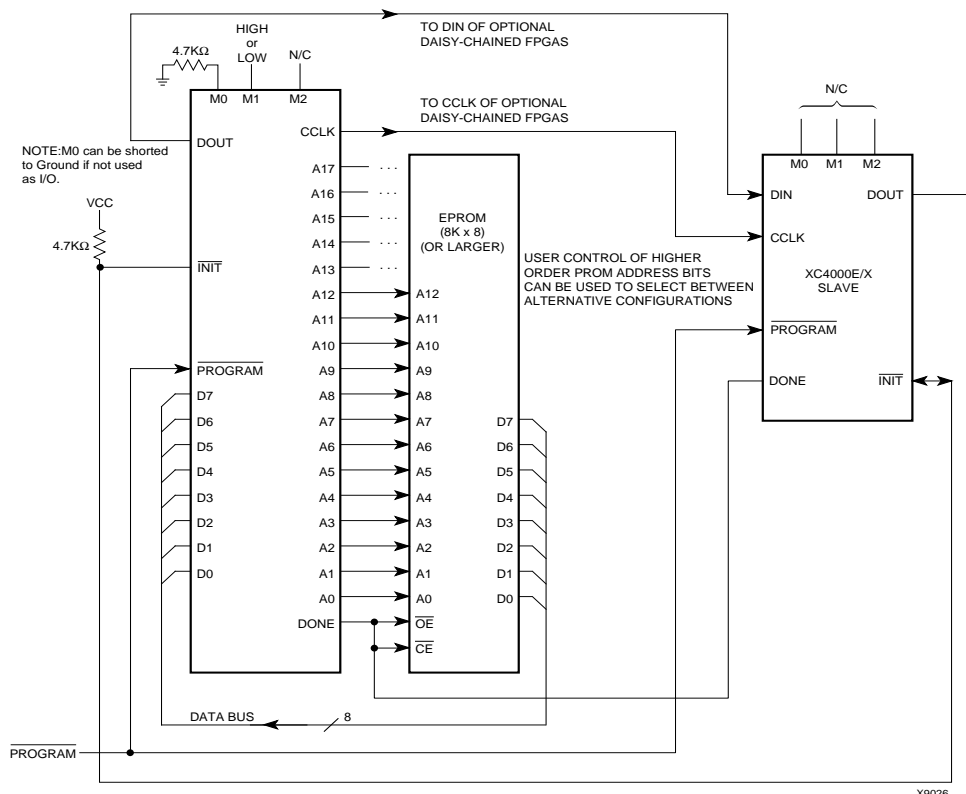 HIGH
or
LOW
4.7KΩ
N/C
M0 M1 M2
TO DIN OF OPTIONAL
DAISY-CHAINED FPGAS
TO CCLK OF OPTIONAL
DAISY-CHAINED FPGAS
NOTE:M0 can be shorted
to Ground if not used
as I/O.
VCC
4.7KΩ
DOUT
INIT
PROGRAM
D7
D6
D5
D4
D3
D2
D1
D0
CCLK
A17 ...
A16 ...
A15 ...
A14 ...
A13 ...
A12
A11
A10
A9
A8
A7
A6
A5
A4
A3
A2
A1
A0
DONE
EPROM
(8K x 8)
(OR LARGER)
A12
A11
A10
A9
A8
A7
A6
A5
A4
A3
A2
A1
A0
OE
CE
D7
D6
D5
D4
D3
D2
D1
D0
USER CONTROL OF HIGHER
ORDER PROM ADDRESS BITS
CAN BE USED TO SELECT BETWEEN
ALTERNATIVE CONFIGURATIONS
N/C
M0 M1 M2
DIN DOUT
CCLK
XC4000E/X
SLAVE
PROGRAM
DONE INIT
DATA BUS 8
PROGRAM
X9026